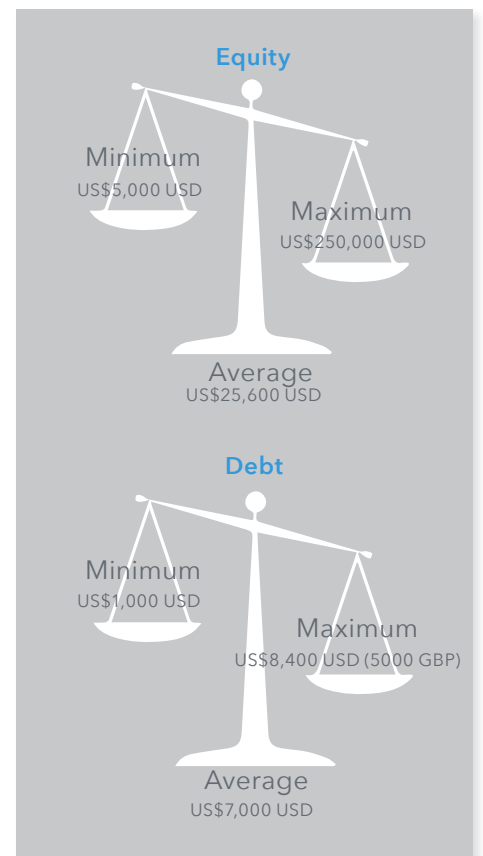 Equity
Minimum
US$5,000 USD
Maximum
US$250,000 USD
Average
US$25,600 USD
Debt
Minimum
US$1,000 USD
Maximum
US$8,400 USD (5000 GBP)
Average
US$7,000 USD